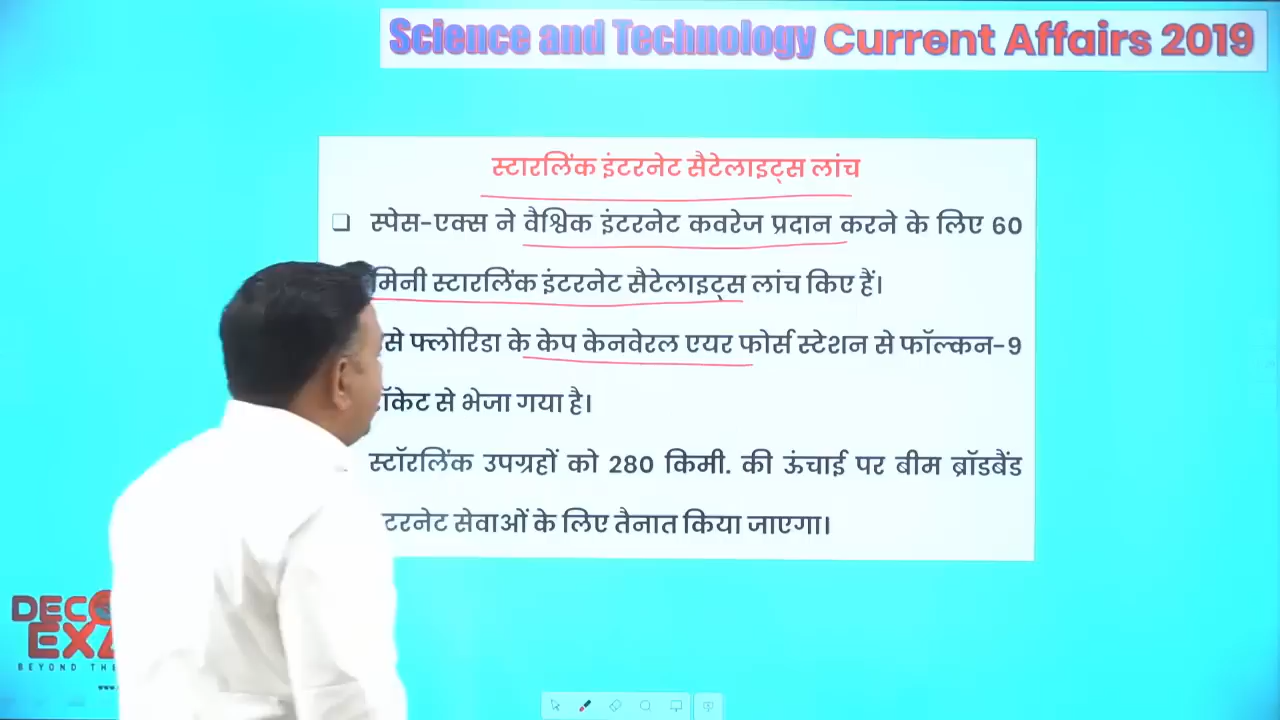 Science and Technology Current Affairs 2019
स्टारलिंक इंटरनेट सैटेलाइट्स लांच
❑ स्पेस-एक्स ने वैश्विक इंटरनेट कवरेज प्रदान करने के लिए 60
मिनी स्टारलिंक इंटरनेट सैटेलाइट्स लांच किए हैं।
फ्लोरिडा के केप केनवेरल एयर फोर्स स्टेशन से फॉल्कन-9
से भेजा गया है।
स्टॉरलिंक उपग्रहों को 280 किमी. की ऊंचाई पर बीम ब्रॉडबैंड
सेवाओं के लिए तैनात किया जाएगा।
BEYOND